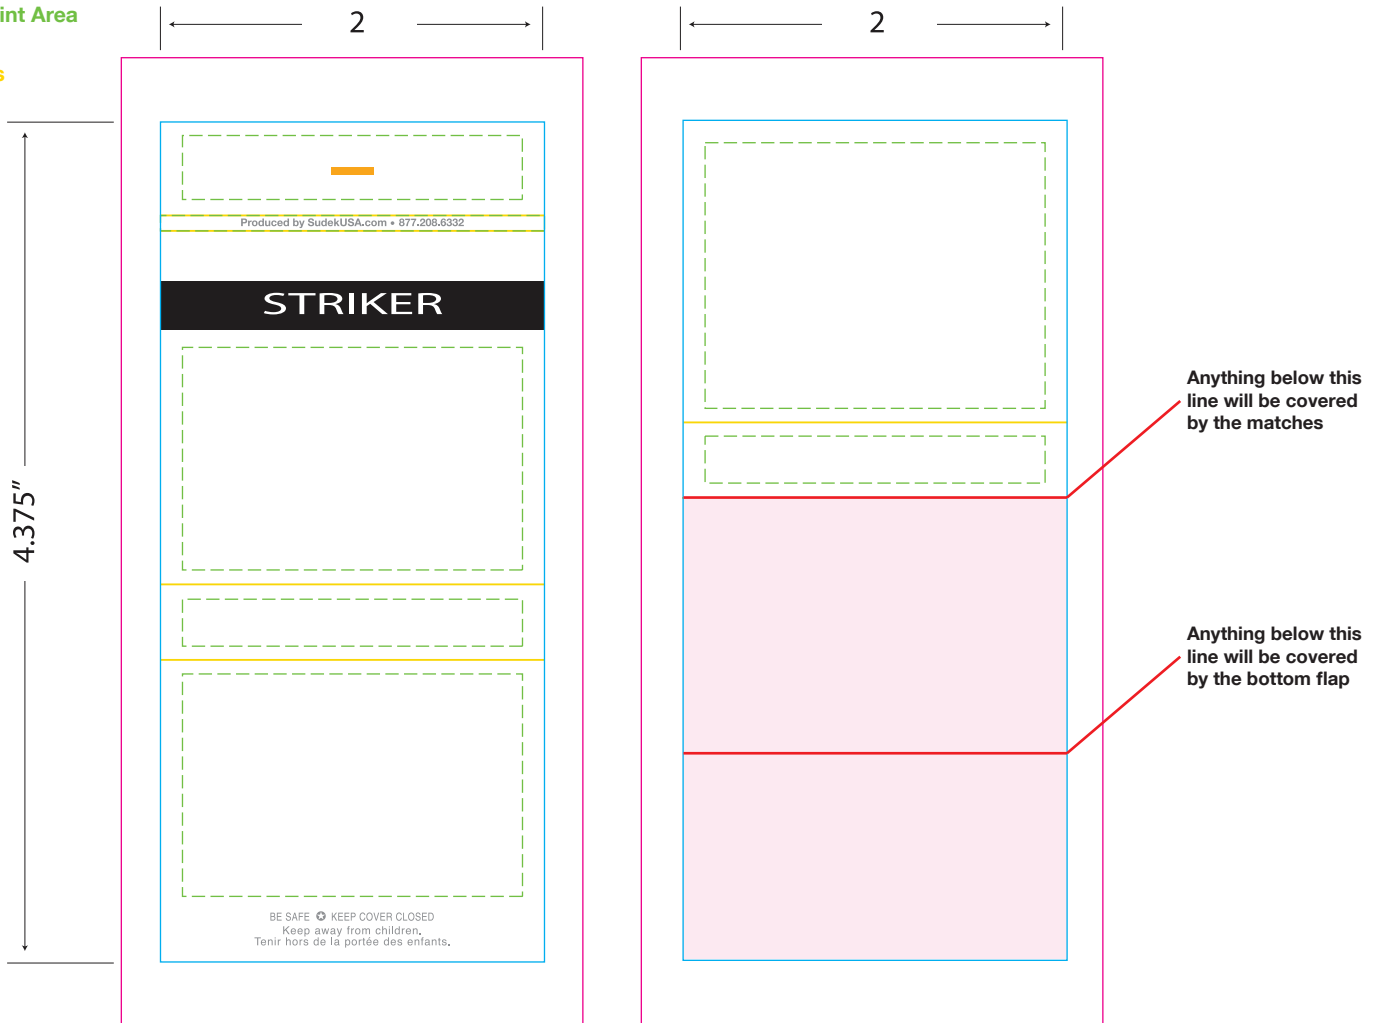 int Area
s
2
2
4.375"
Produced by SudekUSA.com • 877.208.6332
STRIKER
BE SAFE ✪ KEEP COVER CLOSED
Keep away from children.
Tenir hors de la portée des enfants.
Anything below this
line will be covered
by the matches
Anything below this
line will be covered
by the bottom flap